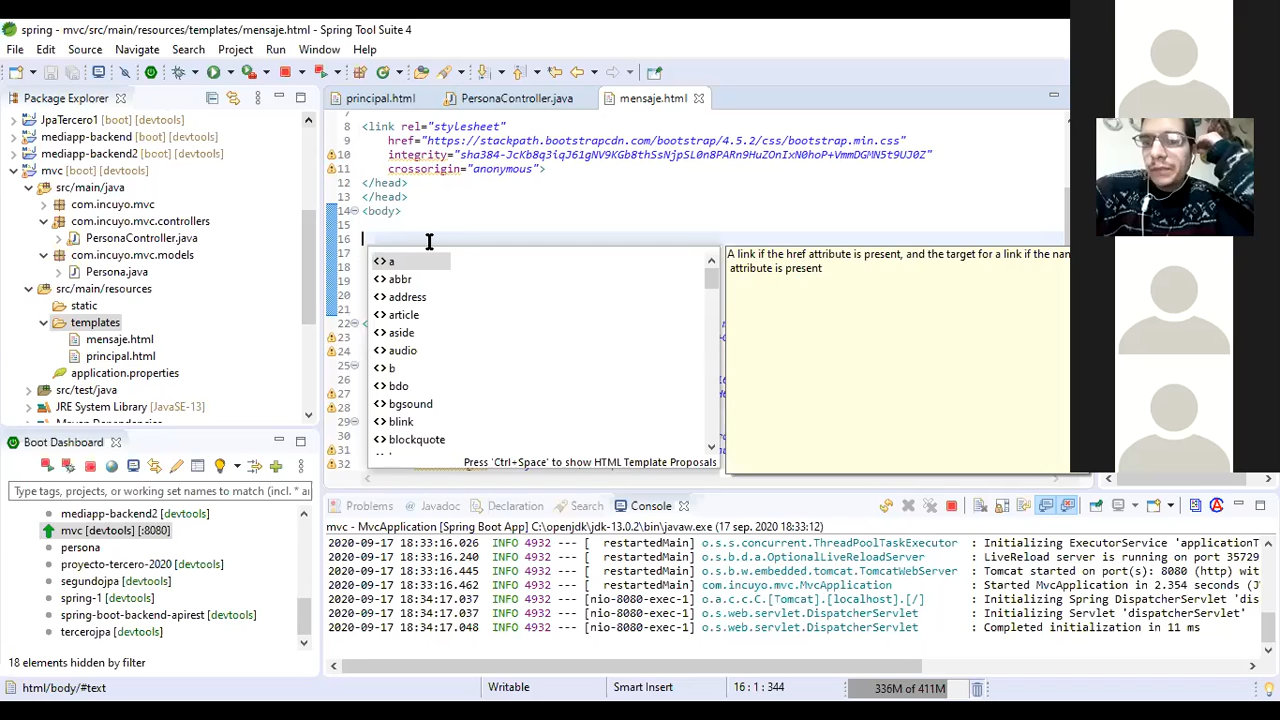 spring - mvc/src/main/resources/templates/mensaje.html - Spring Tool Suite 4
File Edit Source Navigate Search Project Run Window Help
Package Explorer
principal.html PersonaController.java mensaje.html
JpaTercero1 [boot] [devtools]
mediapp-backend [boot] [devtools]
mediapp-backend2 [boot] [devtools]
mvc [boot] [devtools]
src/main/java
com.incuyo.mvc
com.incuyo.mvc.controllers
PersonaController.java
com.incuyo.mvc.models
Persona.java
src/main/resources
static
templates
mensaje.html
principal.html
application.properties
src/test/java
JRE System Library [JavaSE-13]
8 <link rel="stylesheet"
9 href="https://stackpath.bootstrapcdn.com/bootstrap/4.5.2/css/bootstrap.min.css"
10 integrity="sha384-JcKb8q3iqJ61gNV9KGb8thSsNjpSL0n8PARn9HuZOnIxN0hoP+VmmDGMN5t9UJ0Z"
11 crossorigin="anonymous">
12 </head>
13 </head>
14 <body>
15
16
17
18
19
20
21
22
23
24
25
26
27
28
29
30
31
32
<> a
<> abbr
<> address
<> article
<> aside
<> audio
<> b
<> bdo
<> bgsound
<> blink
<> blockquote
Press 'Ctrl+Space' to show HTML Template Proposals
A link if the href attribute is present, and the target for a link if the nan
attribute is present
Boot Dashboard
Type tags, projects, or working set names to match (incl. *
mediapp-backend2 [devtools]
mvc [devtools] [:8080]
persona
proyecto-tercero-2020 [devtools]
segundojpa [devtools]
spring-1 [devtools]
spring-boot-backend-apirest [devtools]
tercerojpa [devtools]
18 elements hidden by filter
Problems Javadoc Declaration Search Console
mvc - MvcApplication [Spring Boot App] C:\openjdk\jdk-13.0.2\bin\javaw.exe (17 sep. 2020 18:33:12)
2020-09-17 18:33:16.026 INFO 4932 --- [ restartedMain] o.s.s.concurrent.ThreadPoolTaskExecutor : Initializing ExecutorService 'applicationT
2020-09-17 18:33:16.240 INFO 4932 --- [ restartedMain] o.s.b.d.a.OptionalLiveReloadServer : LiveReload server is running on port 35729
2020-09-17 18:33:16.445 INFO 4932 --- [ restartedMain] o.s.b.w.embedded.tomcat.TomcatWebServer : Tomcat started on port(s): 8080 (http) wit
2020-09-17 18:33:16.462 INFO 4932 --- [ restartedMain] com.incuyo.mvc.MvcApplication : Started MvcApplication in 2.354 seconds (J
2020-09-17 18:34:17.037 INFO 4932 --- [nio-8080-exec-1] o.a.c.c.C.[Tomcat].[localhost].[/] : Initializing Spring DispatcherServlet 'dis
2020-09-17 18:34:17.037 INFO 4932 --- [nio-8080-exec-1] o.s.web.servlet.DispatcherServlet : Initializing Servlet 'dispatcherServlet'
2020-09-17 18:34:17.048 INFO 4932 --- [nio-8080-exec-1] o.s.web.servlet.DispatcherServlet : Completed initialization in 11 ms
html/body/#text Writable Smart Insert 16 : 1 : 344 336M of 411M